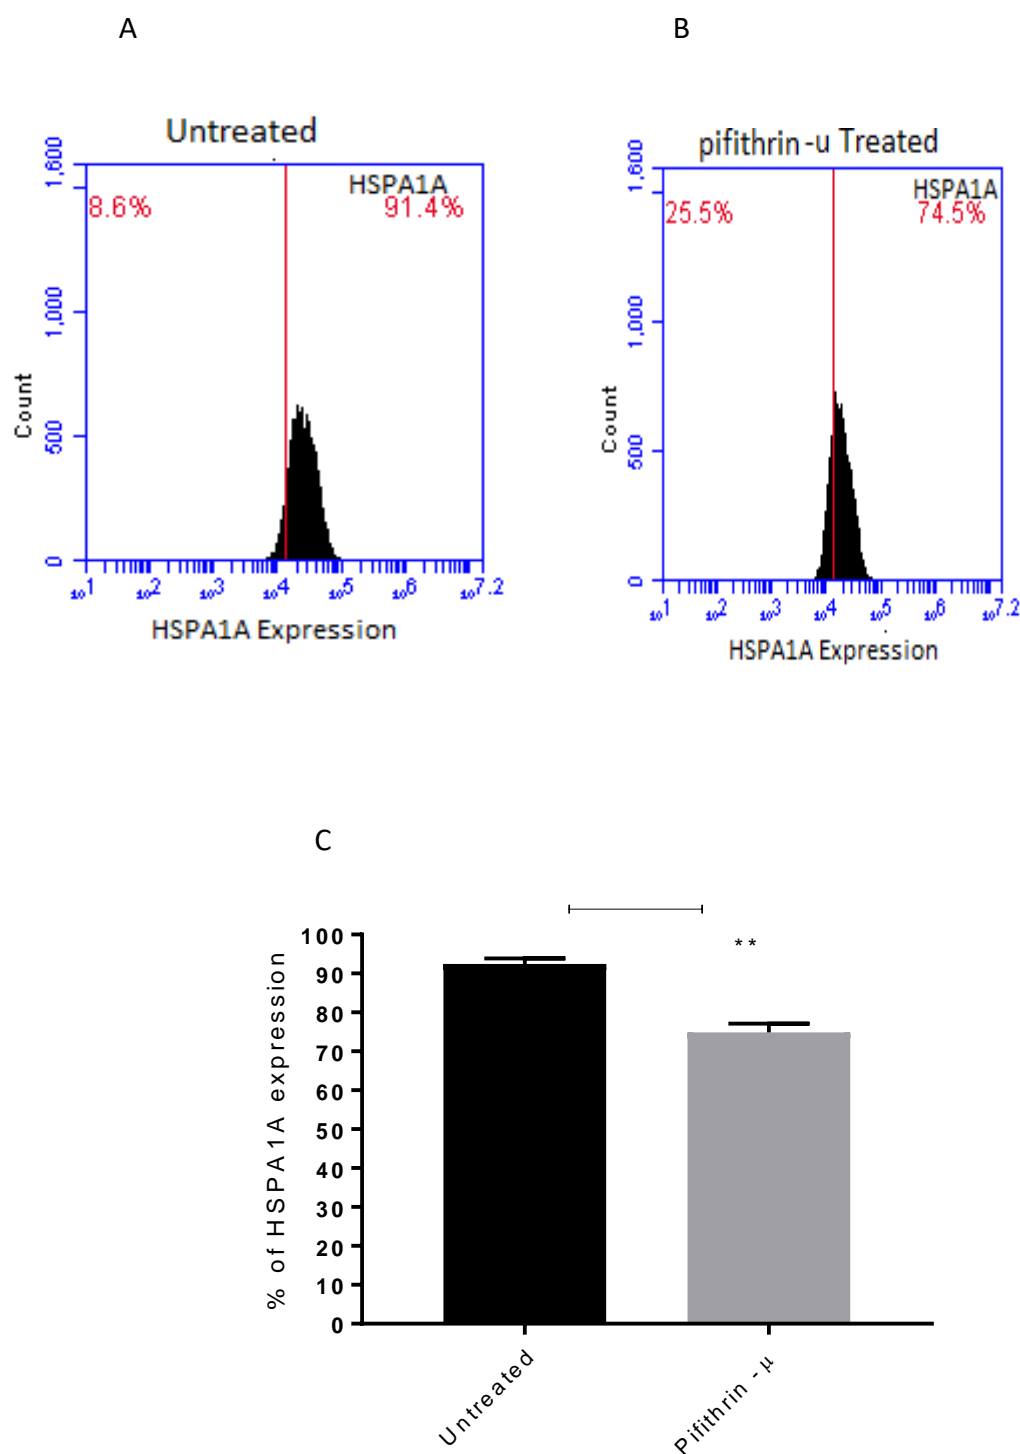 A
B
Untreated
pifithrin-u Treated
1,600
HSPA1A
8.6%
91.4%
1,000
500
0
Count
10^1
10^2
10^3
10^4
10^5
10^6
10^7.2
HSPA1A Expression
1,600
HSPA1A
25.5%
74.5%
1,000
500
0
Count
10^1
10^2
10^3
10^4
10^5
10^6
10^7.2
HSPA1A Expression
C
**
100
90
80
70
60
50
40
30
20
10
0
% of HSPA1A expression
Untreated
Pifithrin - µ